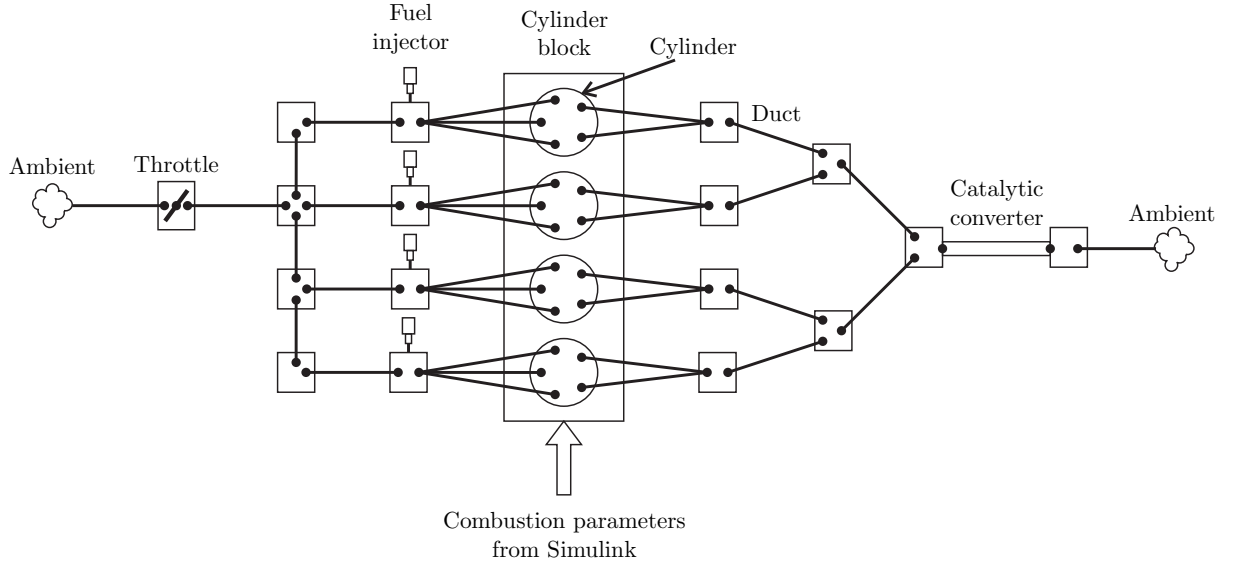 Fuel
injector
Cylinder
block
Cylinder
Duct
Ambient
Throttle
Catalytic
converter
Ambient
Combustion parameters
from Simulink